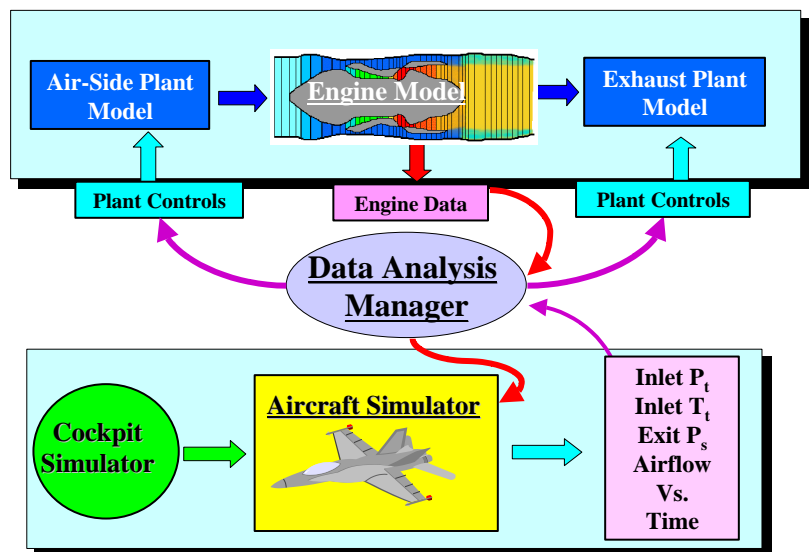 Air-Side Plant
Model
Engine Model
Exhaust Plant
Model
Plant Controls
Engine Data
Plant Controls
Data Analysis
Manager
Cockpit
Simulator
Aircraft Simulator
Inlet Pt
Inlet Tt
Exit Ps
Airflow
Vs.
Time